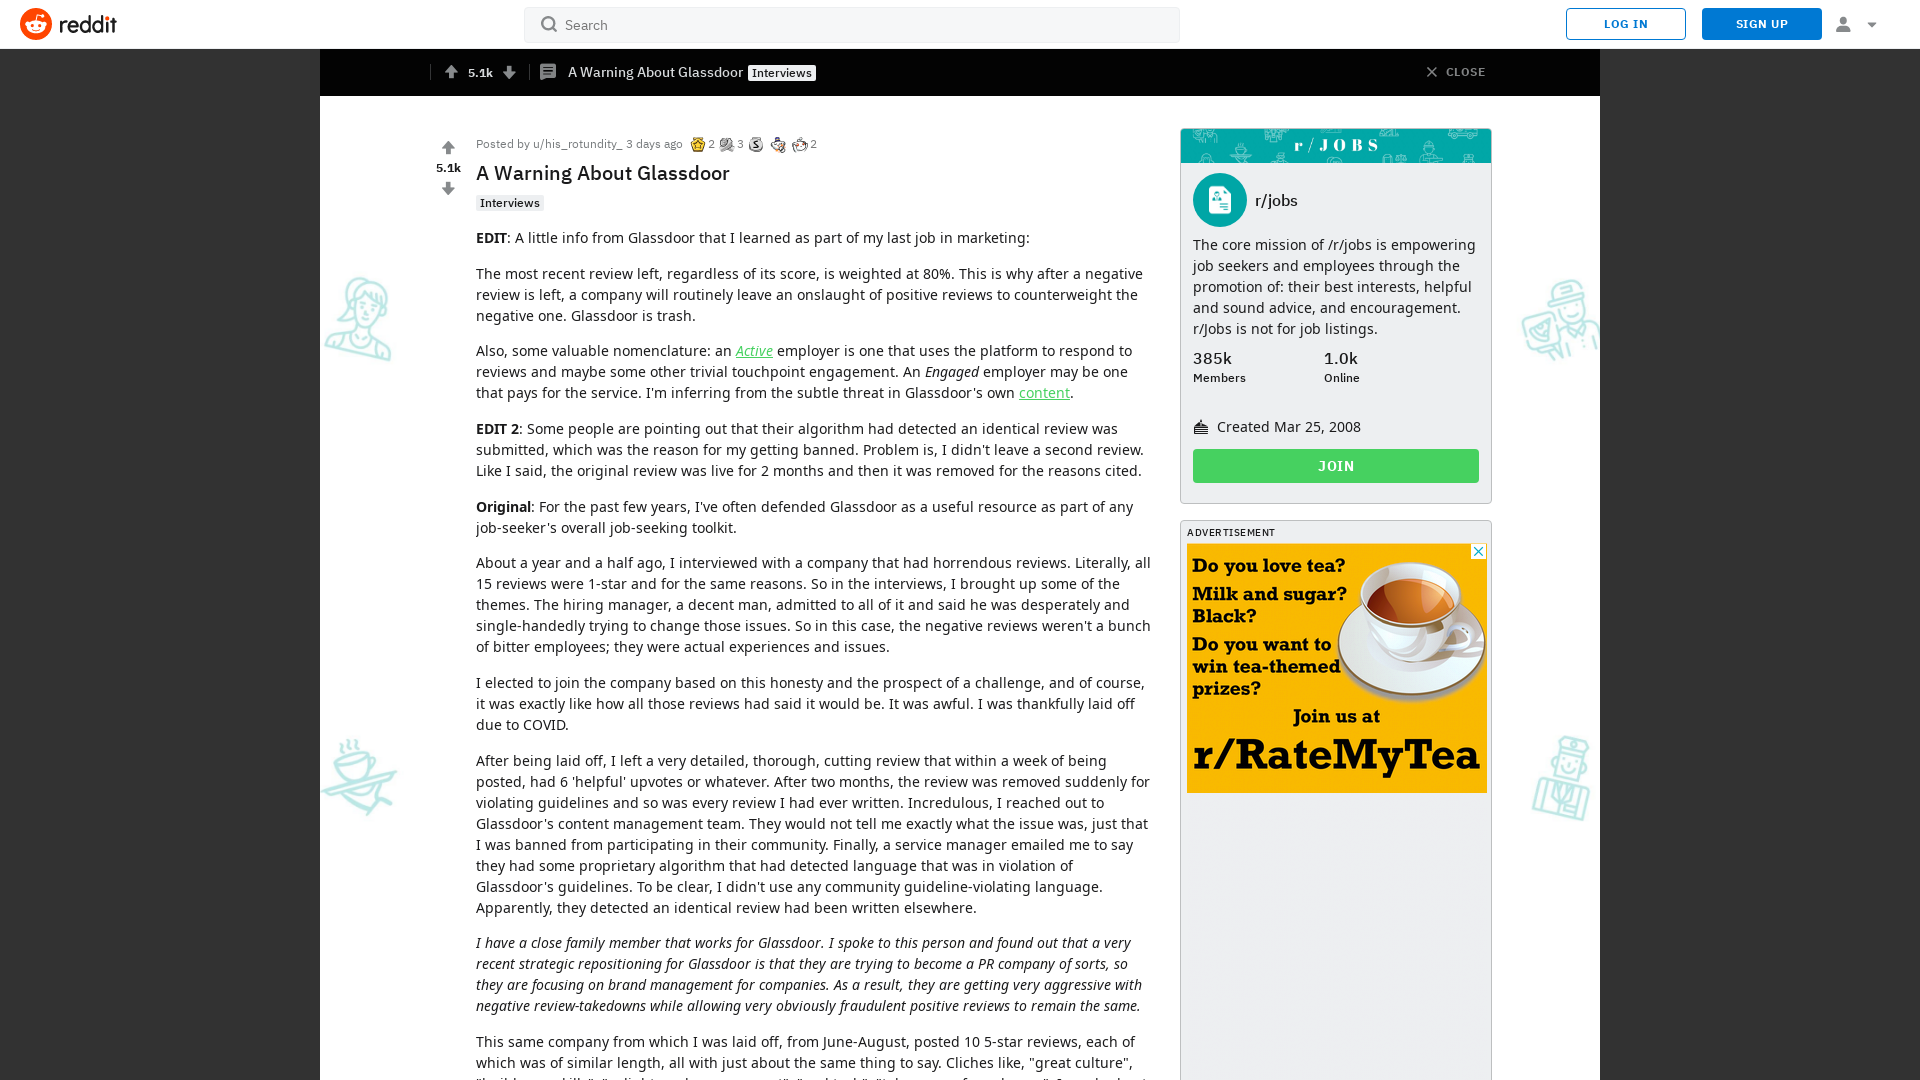 reddit
Search
LOG IN
SIGN UP
5.1k
A Warning About Glassdoor Interviews
CLOSE
5.1k
Posted by u/his_rotundity_ 3 days ago 2 3 2
A Warning About Glassdoor
Interviews
EDIT: A little info from Glassdoor that I learned as part of my last job in marketing:
The most recent review left, regardless of its score, is weighted at 80%. This is why after a negative
review is left, a company will routinely leave an onslaught of positive reviews to counterweight the
negative one. Glassdoor is trash.
Also, some valuable nomenclature: an Active employer is one that uses the platform to respond to
reviews and maybe some other trivial touchpoint engagement. An Engaged employer may be one
that pays for the service. I'm inferring from the subtle threat in Glassdoor's own content.
EDIT 2: Some people are pointing out that their algorithm had detected an identical review was
submitted, which was the reason for my getting banned. Problem is, I didn't leave a second review.
Like I said, the original review was live for 2 months and then it was removed for the reasons cited.
Original: For the past few years, I've often defended Glassdoor as a useful resource as part of any
job-seeker's overall job-seeking toolkit.
About a year and a half ago, I interviewed with a company that had horrendous reviews. Literally, all
15 reviews were 1-star and for the same reasons. So in the interviews, I brought up some of the
themes. The hiring manager, a decent man, admitted to all of it and said he was desperately and
single-handedly trying to change those issues. So in this case, the negative reviews weren't a bunch
of bitter employees; they were actual experiences and issues.
I elected to join the company based on this honesty and the prospect of a challenge, and of course,
it was exactly like how all those reviews had said it would be. It was awful. I was thankfully laid off
due to COVID.
After being laid off, I left a very detailed, thorough, cutting review that within a week of being
posted, had 6 'helpful' upvotes or whatever. After two months, the review was removed suddenly for
violating guidelines and so was every review I had ever written. Incredulous, I reached out to
Glassdoor's content management team. They would not tell me exactly what the issue was, just that
I was banned from participating in their community. Finally, a service manager emailed me to say
they had some proprietary algorithm that had detected language that was in violation of
Glassdoor's guidelines. To be clear, I didn't use any community guideline-violating language.
Apparently, they detected an identical review had been written elsewhere.
I have a close family member that works for Glassdoor. I spoke to this person and found out that a very
recent strategic repositioning for Glassdoor is that they are trying to become a PR company of sorts, so
they are focusing on brand management for companies. As a result, they are getting very aggressive with
negative review-takedowns while allowing very obviously fraudulent positive reviews to remain the same.
This same company from which I was laid off, from June-August, posted 10 5-star reviews, each of
which was of similar length, all with just about the same thing to say. Cliches like, "great culture",
r/JOBS
r/jobs
The core mission of /r/jobs is empowering
job seekers and employees through the
promotion of: their best interests, helpful
and sound advice, and encouragement.
r/Jobs is not for job listings.
385k
Members
1.0k
Online
Created Mar 25, 2008
JOIN
ADVERTISEMENT
Do you love tea?
Milk and sugar?
Black?
Do you want to
win tea-themed
prizes?
Join us at
r/RateMyTea